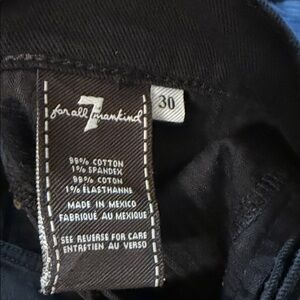 for all 7 mankind
30
99% COTTON
1% SPANDEX
99% COTON
1% ÉLASTHANNE
MADE IN MEXICO
FABRIQUÉ AU MEXIQUE
SEE REVERSE FOR CARE
ENTRETIEN AU VERSO